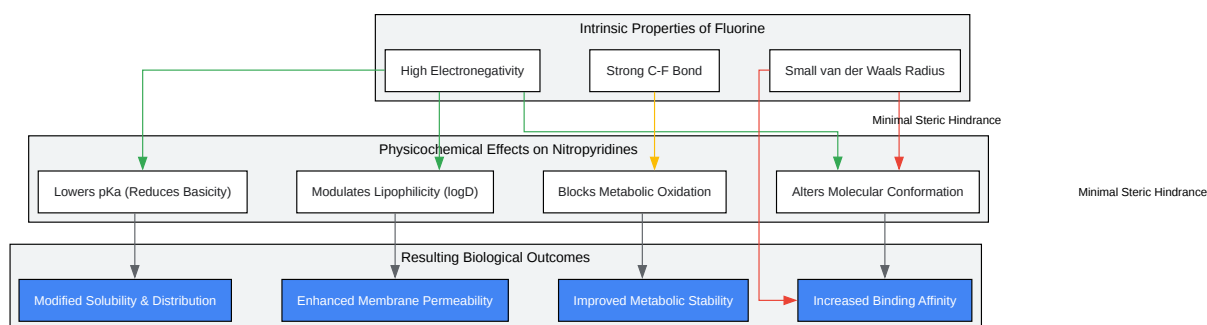 Intrinsic Properties of Fluorine
High Electronegativity
Strong C-F Bond
Small van der Waals Radius
Minimal Steric Hindrance
Physicochemical Effects on Nitropyridines
Lowers pKa (Reduces Basicity)
Modulates Lipophilicity (logD)
Blocks Metabolic Oxidation
Alters Molecular Conformation
Minimal Steric Hindrance
Resulting Biological Outcomes
Modified Solubility & Distribution
Enhanced Membrane Permeability
Improved Metabolic Stability
Increased Binding Affinity